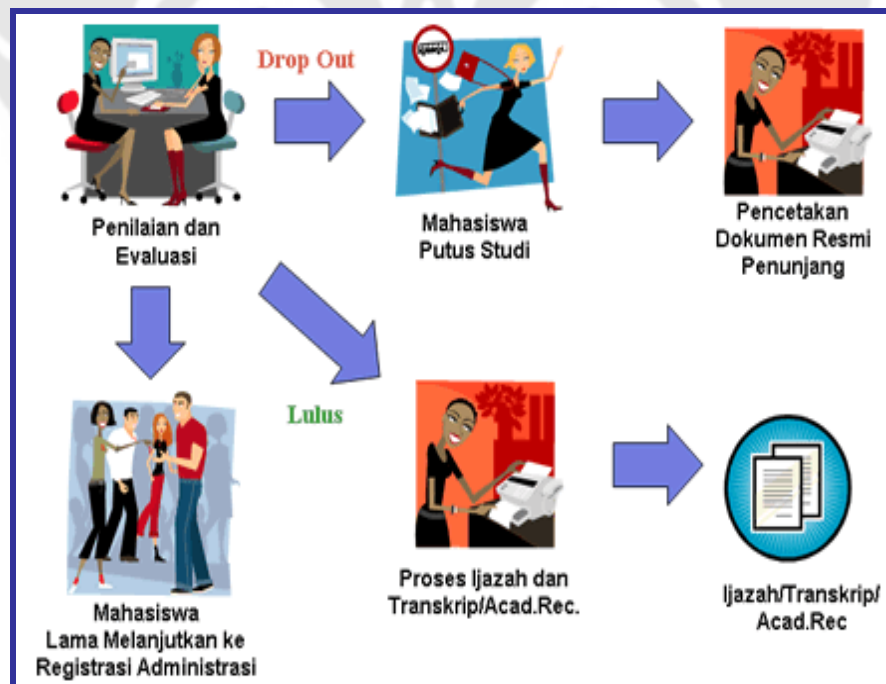 Drop Out
Penilaian dan
Evaluasi
Mahasiswa
Putus Studi
Pencetakan
Dokumen Resmi
Penunjang
Lulus
Mahasiswa
Lama Melanjutkan ke
Registrasi Administrasi
Proses Ijazah dan
Transkrip/Acad.Rec.
Ijazah/Transkrip/
Acad.Rec